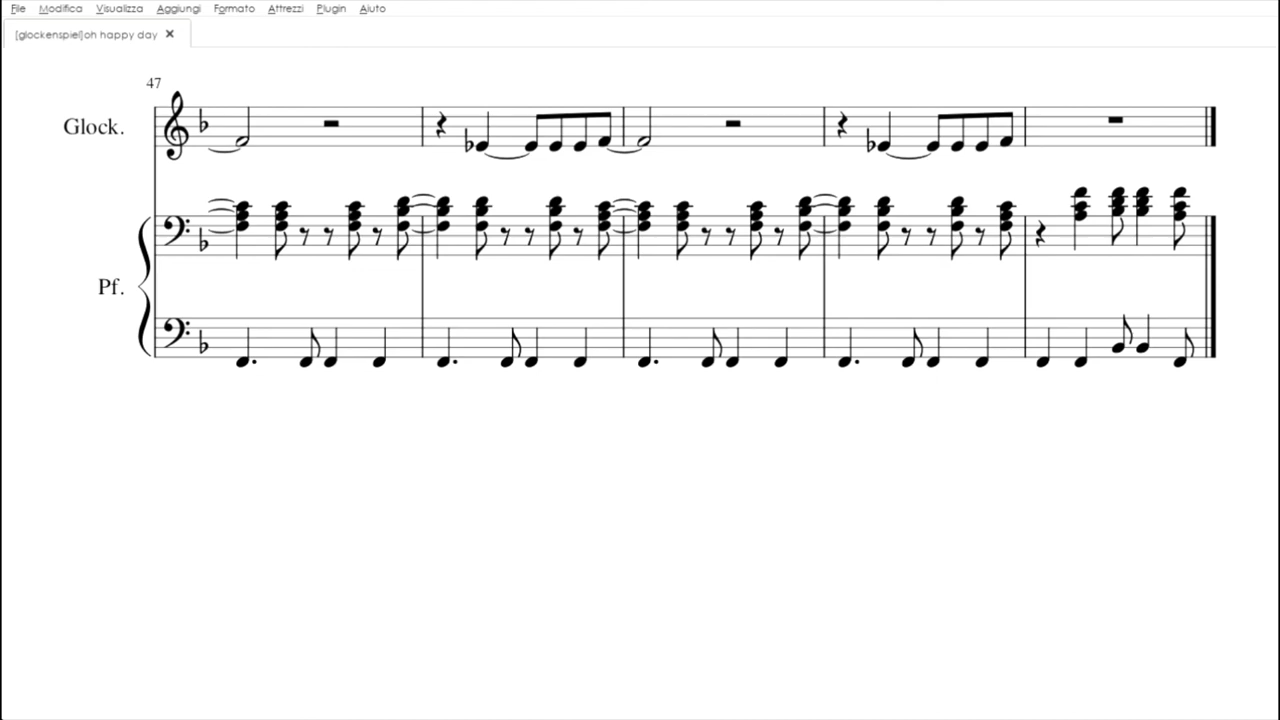 File Modifica Visualizza Aggiungi Formato Attrezzi Plugin Aiuto
[glockenspiel]oh happy day ×
47
Glock.
Pf.